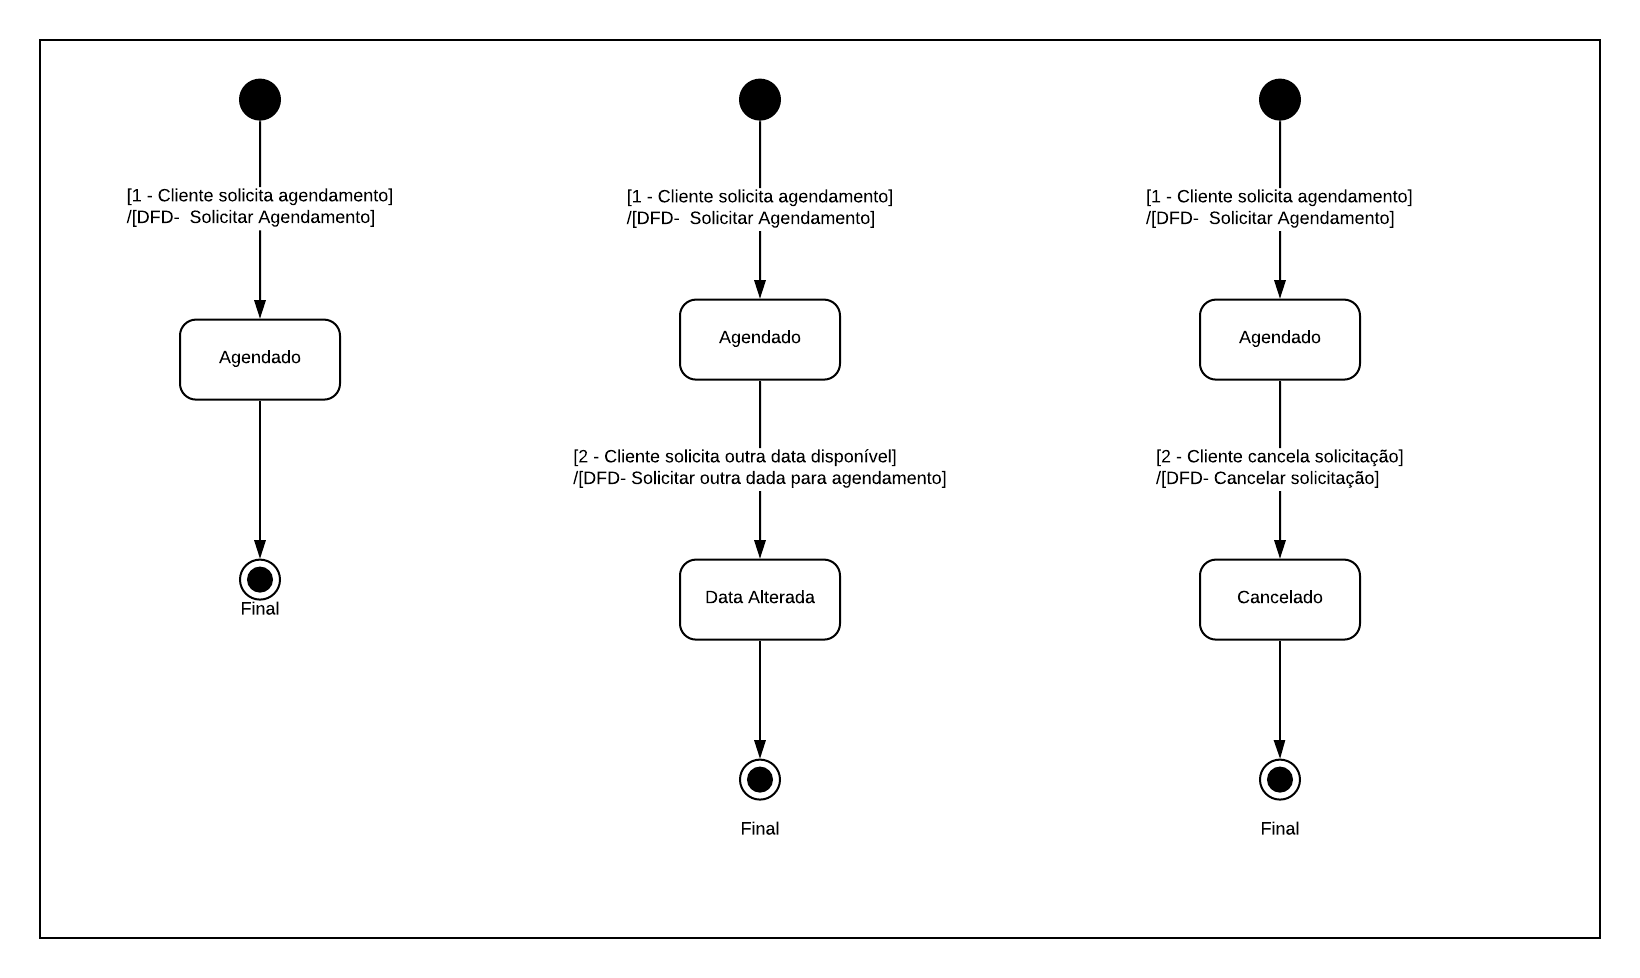 [1 - Cliente solicita agendamento]
/[DFD-  Solicitar Agendamento]
Agendado
Final
[1 - Cliente solicita agendamento]
/[DFD-  Solicitar Agendamento]
Agendado
[2 - Cliente solicita outra data disponível]
/[DFD- Solicitar outra dada para agendamento]
Data Alterada
Final
[1 - Cliente solicita agendamento]
/[DFD-  Solicitar Agendamento]
Agendado
[2 - Cliente cancela solicitação]
/[DFD- Cancelar solicitação]
Cancelado
Final